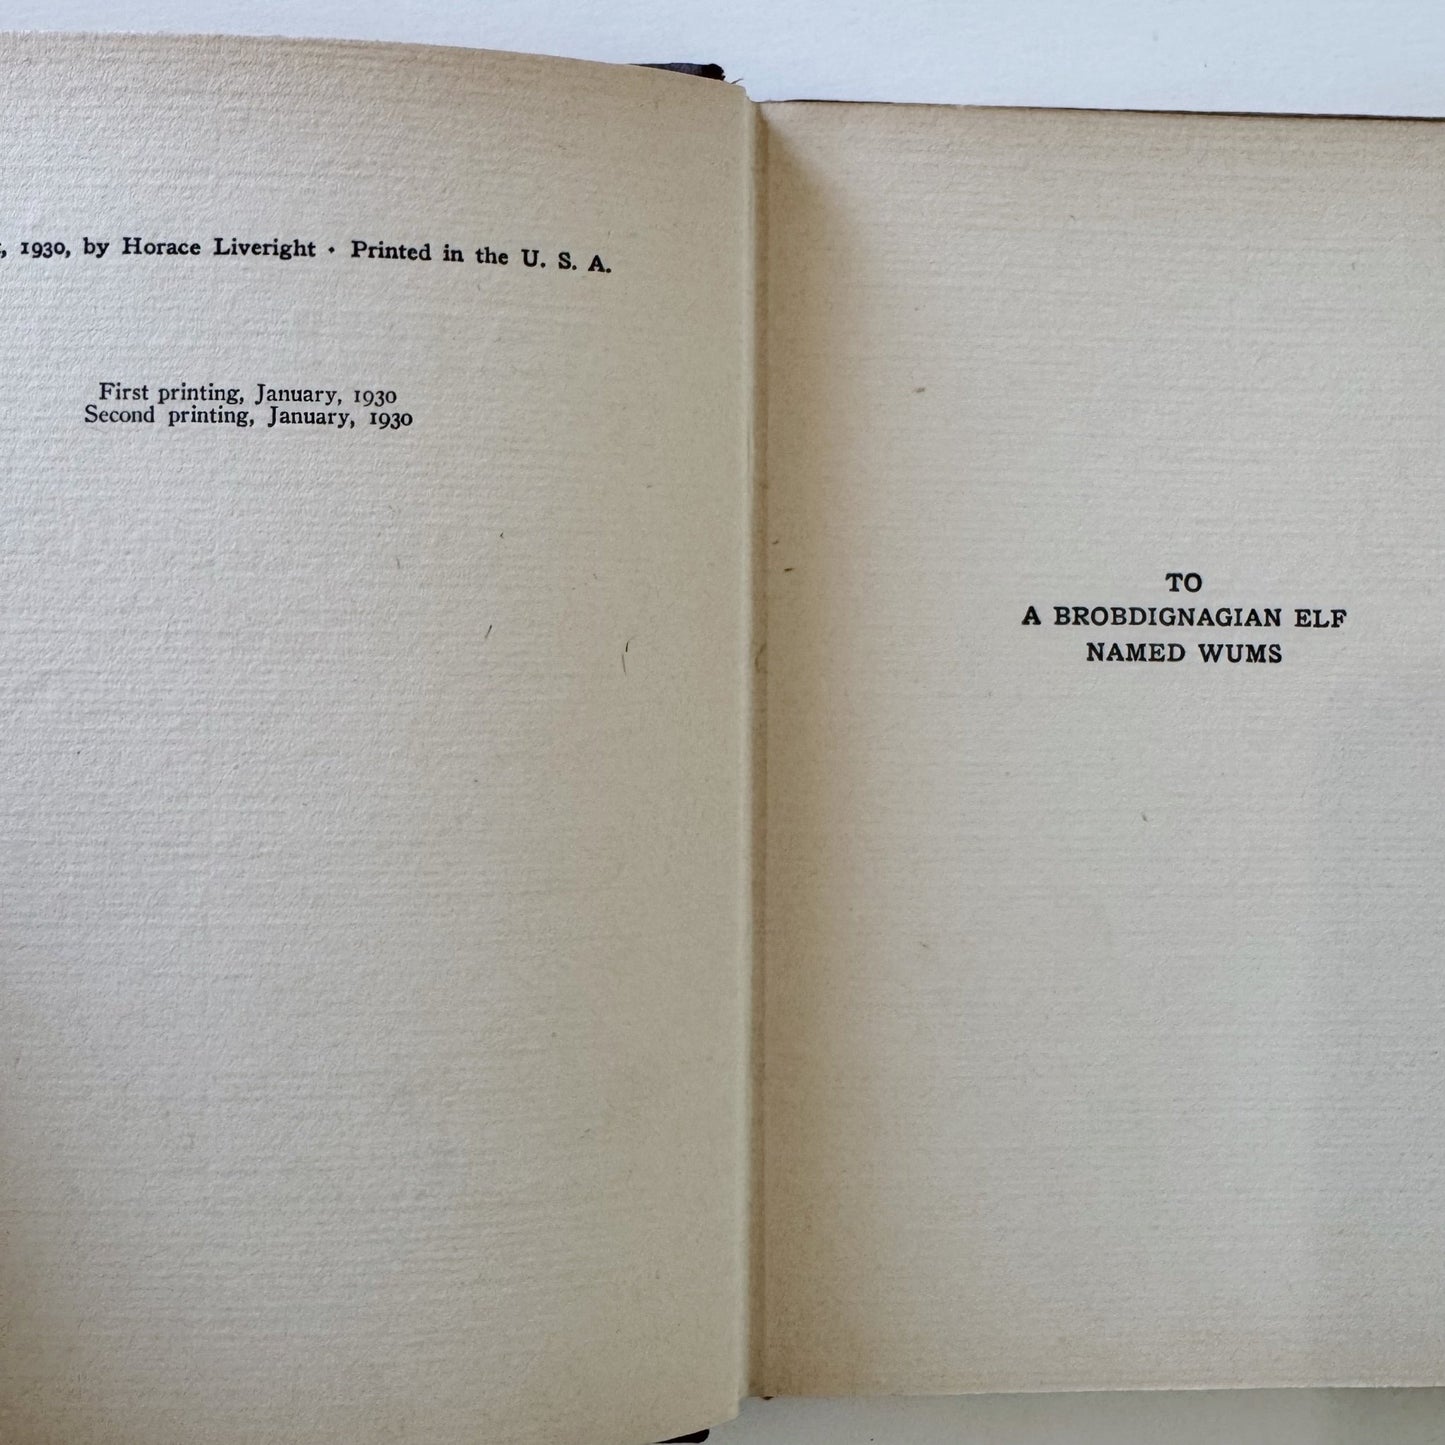 , 1930, by Horace Liveright · Printed in the U. S. A.
First printing, January, 1930
Second printing, January, 1930
TO
A BROBDIGNAGIAN ELF
NAMED WUMS